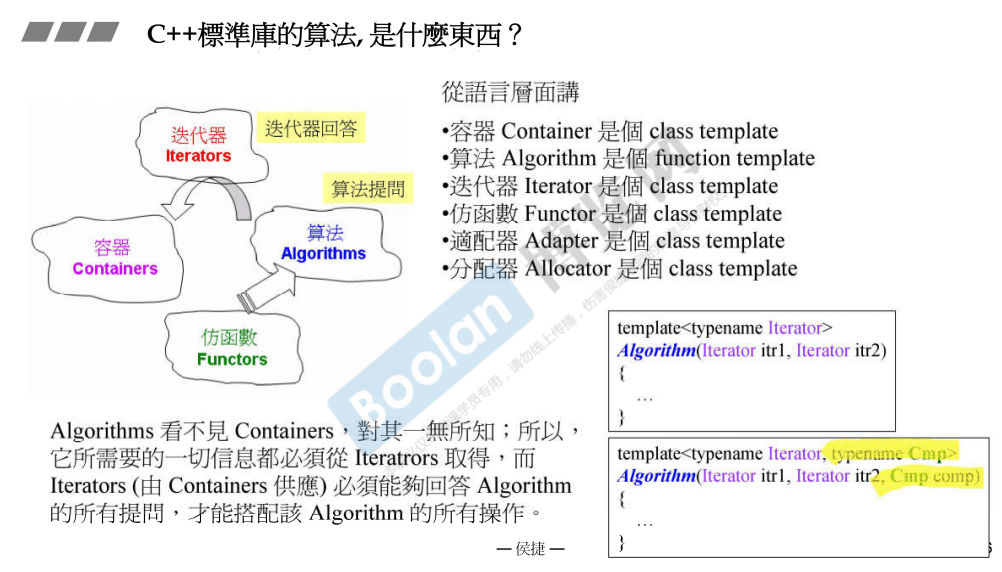 C++標準庫的算法, 是什麼東西？
迭代器
Iterators
迭代器回答
算法提問
容器
Containers
算法
Algorithms
仿函數
Functors
從語言層面講
•容器 Container 是個 class template
•算法 Algorithm 是個 function template
•迭代器 Iterator 是個 class template
•仿函數 Functor 是個 class template
•適配器 Adapter 是個 class template
•分配器 Allocator 是個 class template
template<typename Iterator>
Algorithm(Iterator itr1, Iterator itr2)
{
…
}
template<typename Iterator, typename Cmp>
Algorithm(Iterator itr1, Iterator itr2, Cmp comp)
{
…
}
Algorithms 看不見 Containers，對其一無所知；所以，
它所需要的一切信息都必須從 Iteratrors 取得，而
Iterators (由 Containers 供應) 必須能夠回答 Algorithm
的所有提問，才能搭配該 Algorithm 的所有操作。
— 侯捷 —
Boolan
博览网